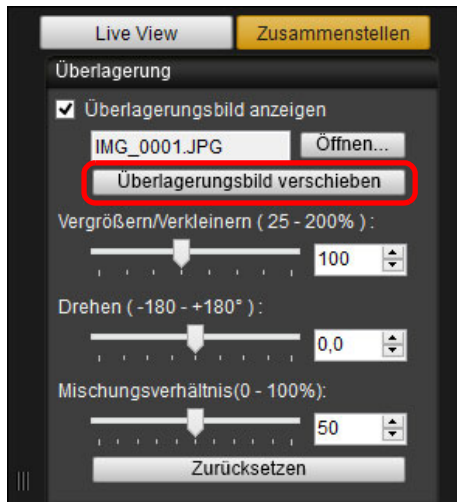 Live View Zusammenstellen
Überlagerung
Überlagerungsbild anzeigen
IMG_0001.JPG Öffnen...
Überlagerungsbild verschieben
Vergrößern/Verkleinern ( 25 - 200% ) :
100
Drehen ( -180 - +180° ) :
0,0
Mischungsverhältnis(0 - 100%):
50
Zurücksetzen